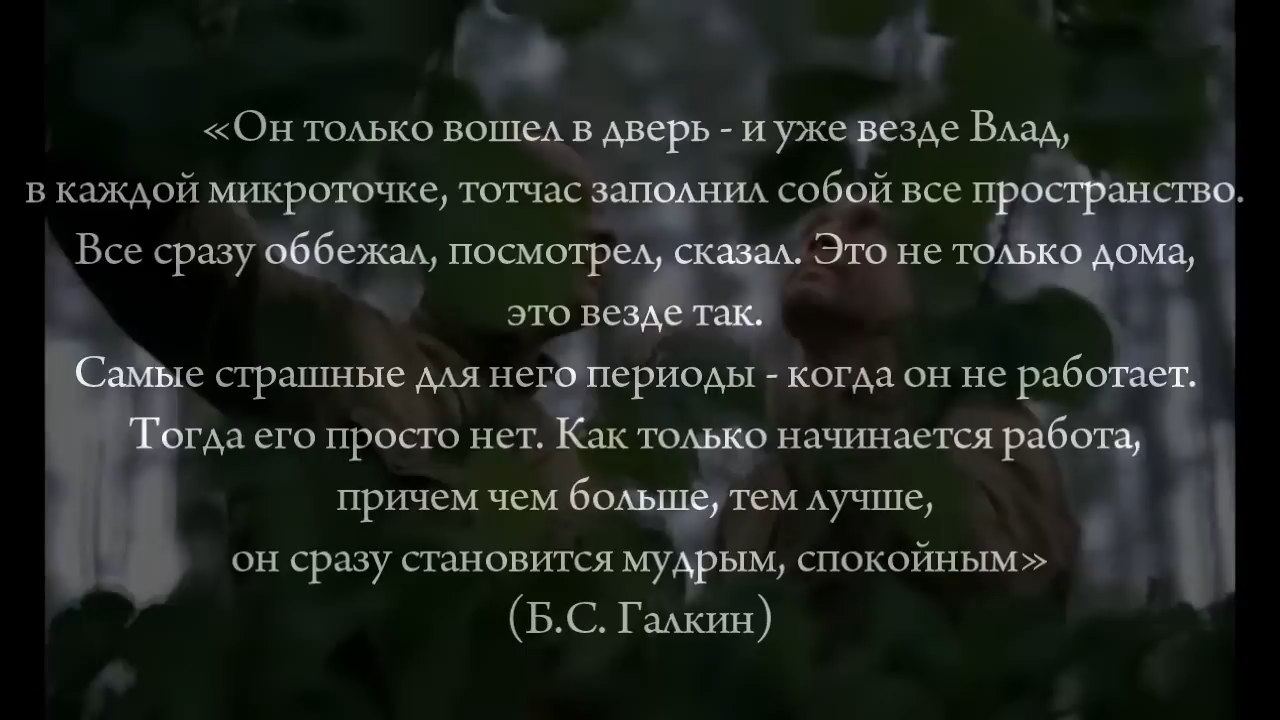 «Он только вошел в дверь - и уже везде Влад,
в каждой микроточке, тотчас заполнил собой все пространство.
Все сразу оббежал, посмотрел, сказал. Это не только дома,
это везде так.
Самые страшные для него периоды - когда он не работает.
Тогда его просто нет. Как только начинается работа,
причем чем больше, тем лучше,
он сразу становится мудрым, спокойным»
(Б.С. Галкин)